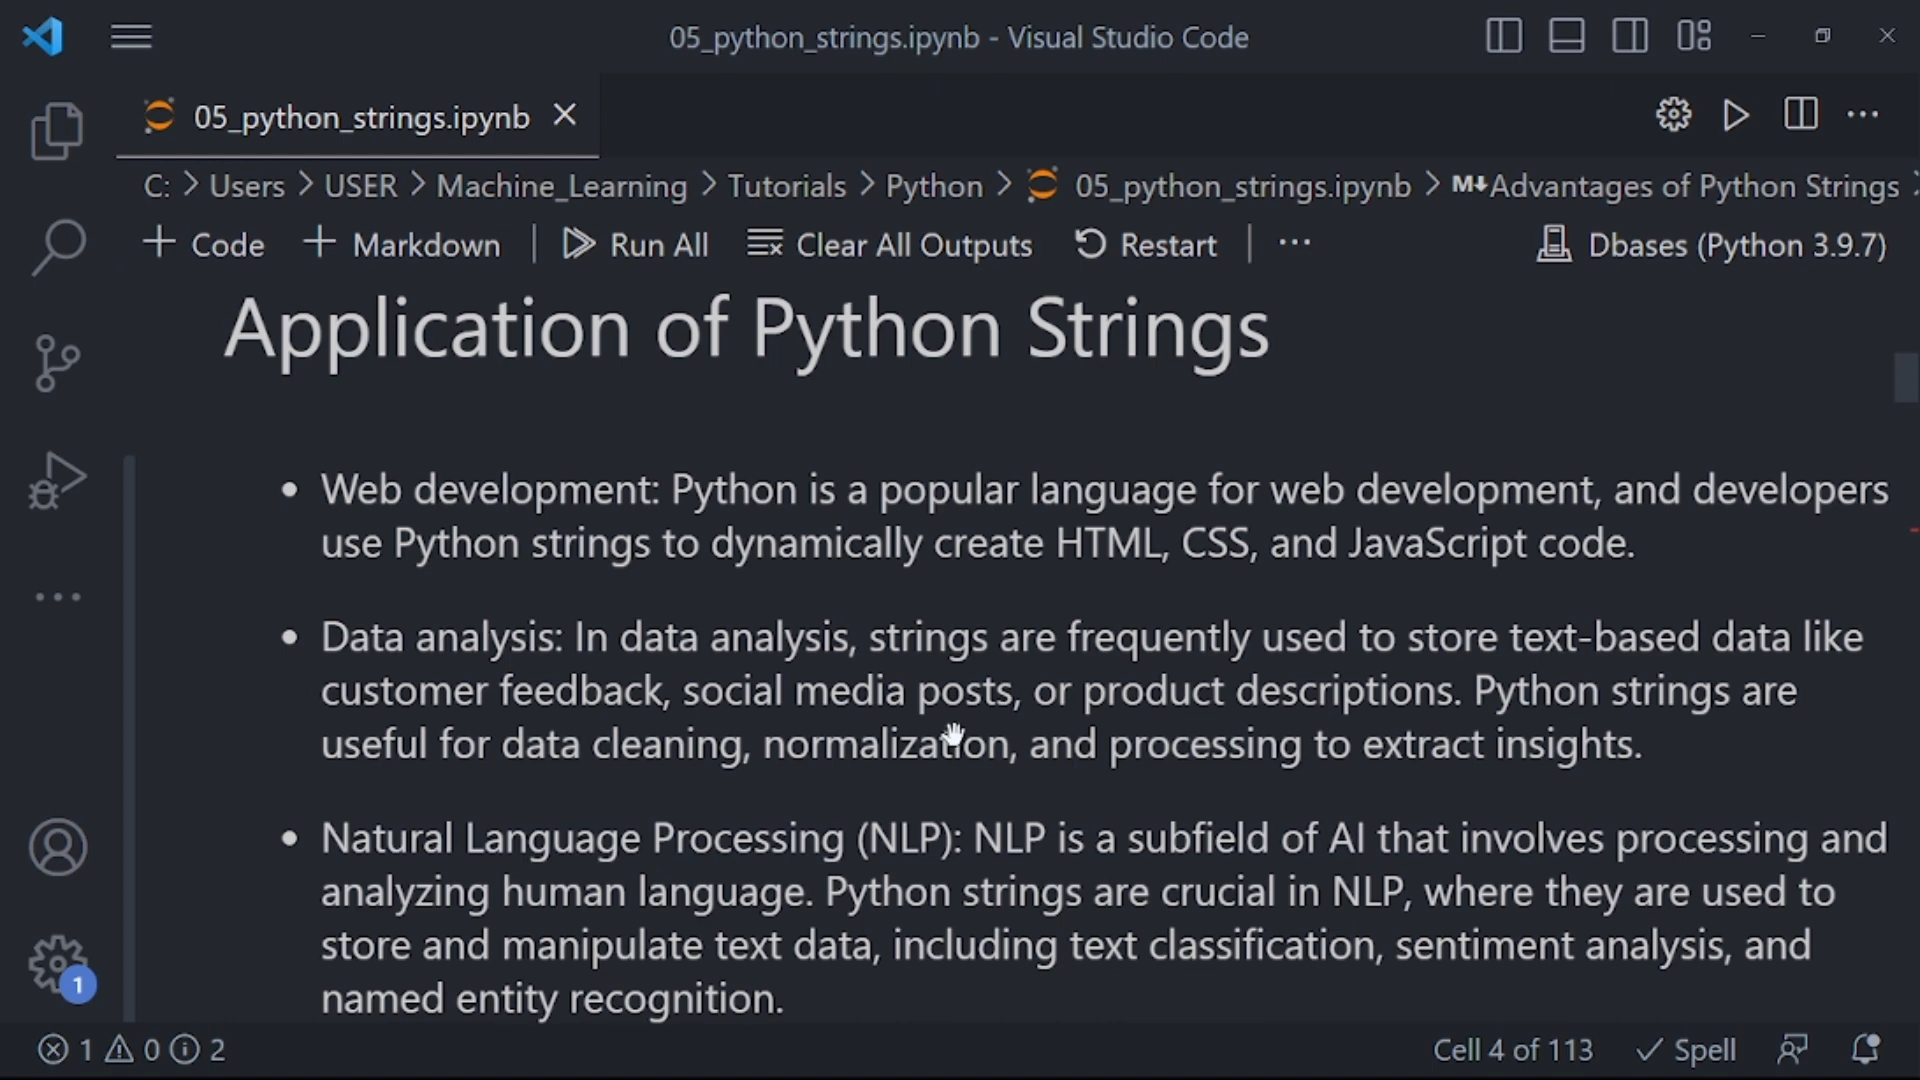 05_python_strings.ipynb - Visual Studio Code
05_python_strings.ipynb
C: > Users > USER > Machine_Learning > Tutorials > Python > 05_python_strings.ipynb > M↓Advantages of Python Strings
+ Code + Markdown | Run All Clear All Outputs Restart | ··· Dbases (Python 3.9.7)
Application of Python Strings
• Web development: Python is a popular language for web development, and developers
use Python strings to dynamically create HTML, CSS, and JavaScript code.
• Data analysis: In data analysis, strings are frequently used to store text-based data like
customer feedback, social media posts, or product descriptions. Python strings are
useful for data cleaning, normalization, and processing to extract insights.
• Natural Language Processing (NLP): NLP is a subfield of AI that involves processing and
analyzing human language. Python strings are crucial in NLP, where they are used to
store and manipulate text data, including text classification, sentiment analysis, and
named entity recognition.
1
1 0 2 Cell 4 of 113 Spell